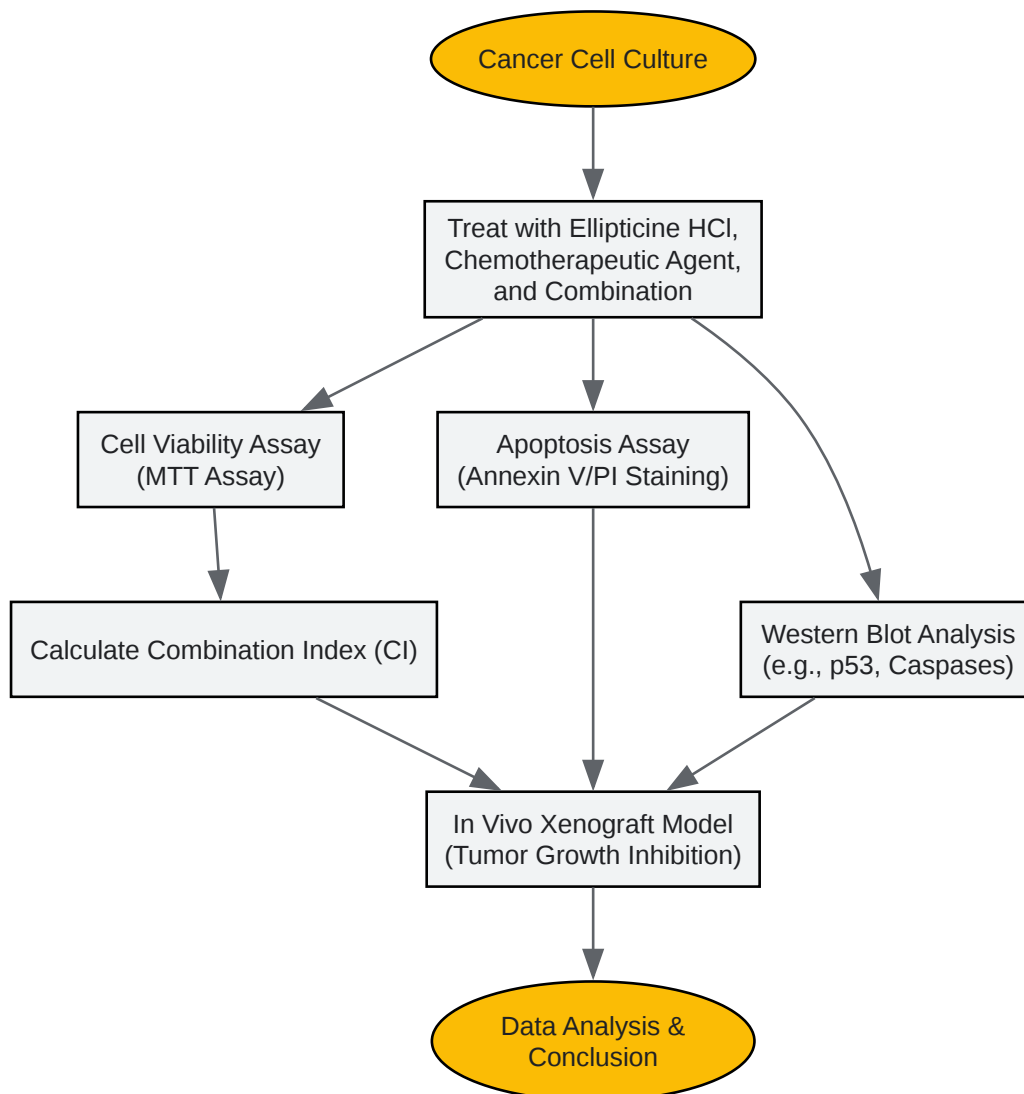 Cancer Cell Culture
Treat with Ellipticine HCl,
Chemotherapeutic Agent,
and Combination
Cell Viability Assay
(MTT Assay)
Apoptosis Assay
(Annexin V/PI Staining)
Calculate Combination Index (CI)
Western Blot Analysis
(e.g., p53, Caspases)
In Vivo Xenograft Model
(Tumor Growth Inhibition)
Data Analysis &
Conclusion